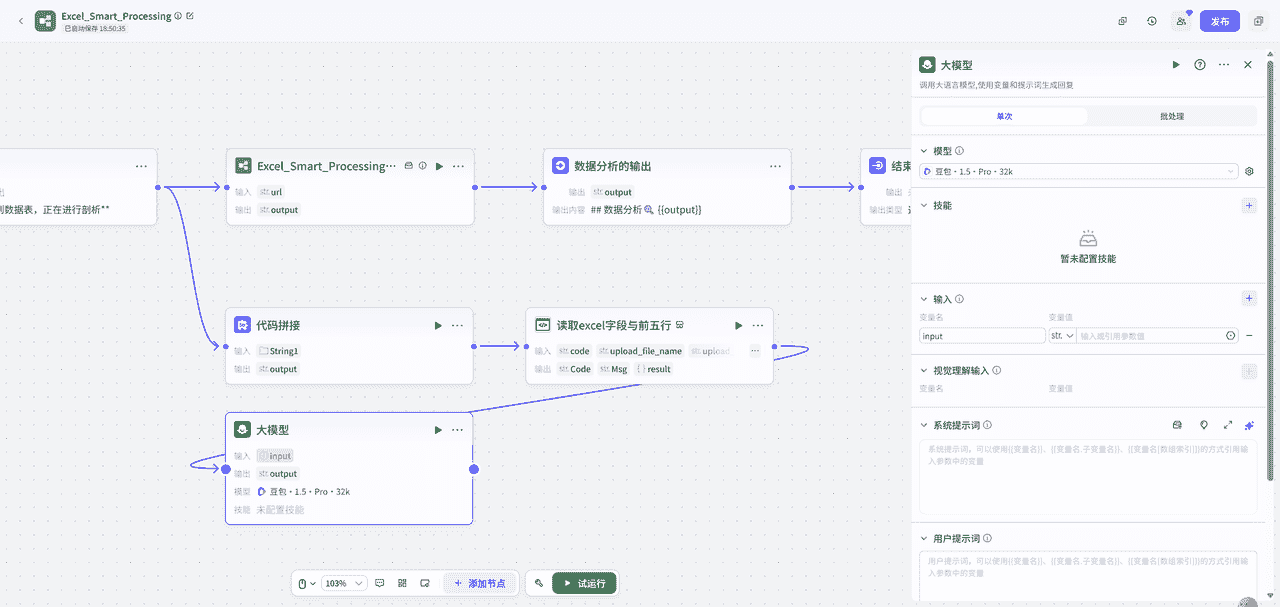 Excel_Smart_Processing
已自动保存 18:50:35
发布
出
到数据表，正在进行剖析**
Excel_Smart_Processing···
输入 str. url
输出 str. output
数据分析的输出
输出 str. output
输出内容 ## 数据分析🔍 {{output}}
结束
输出
输出类型
代码拼接
输入 String1
输出 str. output
读取excel字段与前五行
输入 str. code str. upload_file_name str. upload ···
输出 str. Code str. Msg { } result
大模型
输入 input
输出 str. output
模型 豆包・1.5・Pro・32k
技能 未配置技能
103%
+ 添加节点
试运行
大模型
调用大语言模型,使用变量和提示词生成回复
单次
批处理
模型
豆包・1.5・Pro・32k
技能
暂未配置技能
输入
变量名 变量值
input str. 输入或引用参数值
视觉理解输入
变量名 变量值
系统提示词
系统提示词，可以使用{{变量名}}、{{变量名.子变量名}}、{{变量名[数组索引]}}的方式引用输
入参数中的变量
用户提示词
用户提示词，可以使用{{变量名}}、{{变量名.子变量名}}、{{变量名[数组索引]}}的方式引用输
入参数中的变量